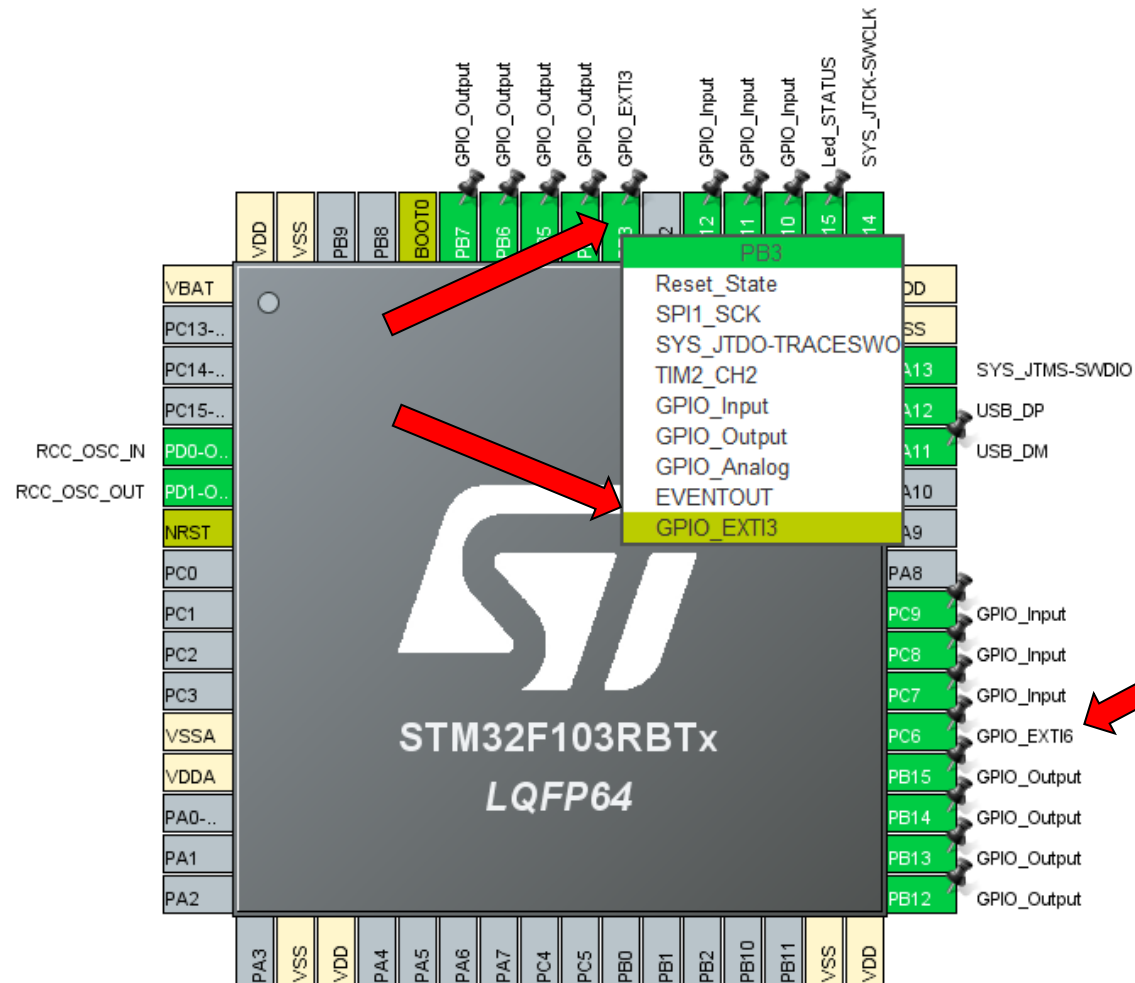 GPIO_Output
GPIO_Output
GPIO_Output
GPIO_Output
GPIO_EXTI3
GPIO_Input
GPIO_Input
GPIO_Input
Led_STATUS
SYS_JTCK-SWCLK
VDD
VSS
PB9
PB8
BOOT0
PB7
PB6
12
11
10
15
14
PB3
Reset_State
SPI1_SCK
SYS_JTDO-TRACESWO
TIM2_CH2
GPIO_Input
GPIO_Output
GPIO_Analog
EVENTOUT
GPIO_EXTI3
VBAT
PC13-..
PC14-..
PC15-..
RCC_OSC_IN PD0-O..
RCC_OSC_OUT PD1-O..
NRST
PC0
PC1
PC2
PC3
VSSA
VDDA
PA0-..
PA1
PA2
STM32F103RBTx
LQFP64
A13 SYS_JTMS-SWDIO
A12 USB_DP
A11 USB_DM
A10
A9
PA8
PC9 GPIO_Input
PC8 GPIO_Input
PC7 GPIO_Input
PC6 GPIO_EXTI6
PB15 GPIO_Output
PB14 GPIO_Output
PB13 GPIO_Output
PB12 GPIO_Output
PA3
VSS
VDD
PA4
PA5
PA6
PA7
PC4
PC5
PB0
PB1
PB2
PB10
PB11
VSS
VDD